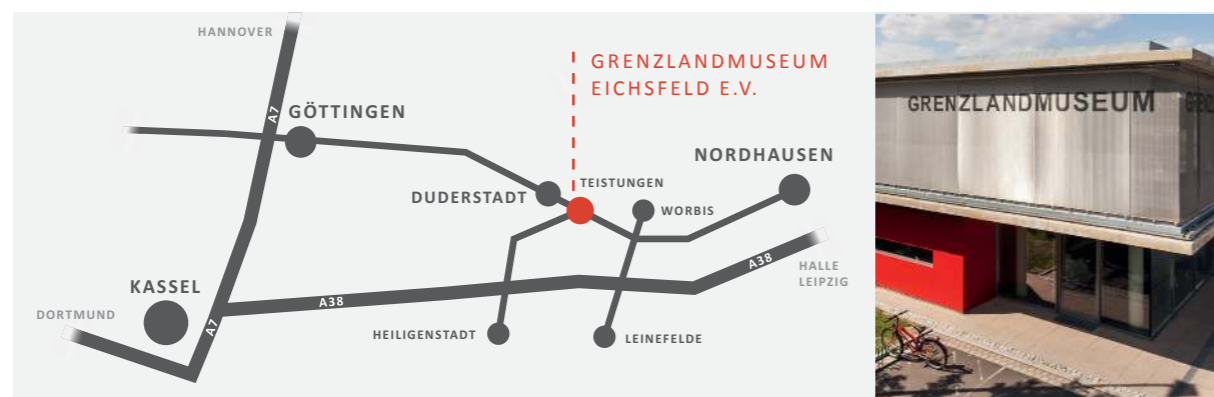 HANNOVER
A7
GÖTTINGEN
GRENZLANDMUSEUM
EICHSFELD E.V.
NORDHAUSEN
DUDERSTADT
TEISTUNGEN
WORBIS
KASSEL
DORTMUND
A7
A38
A38
HALLE
LEIPZIG
HEILIGENSTADT
LEINEFELDE
GRENZLANDMUSEUM